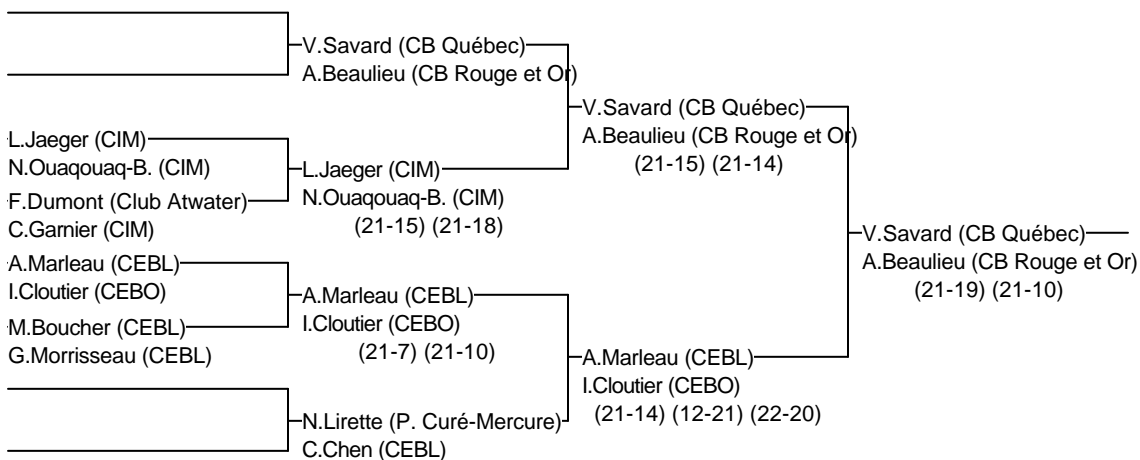 V.Savard (CB Québec)
A.Beaulieu (CB Rouge et Or)
V.Savard (CB Québec)
A.Beaulieu (CB Rouge et Or)
(21-15) (21-14)
L.Jaeger (CIM)
N.Ouaqouaq-B. (CIM)
L.Jaeger (CIM)
N.Ouaqouaq-B. (CIM)
(21-15) (21-18)
F.Dumont (Club Atwater)
C.Garnier (CIM)
V.Savard (CB Québec)
A.Beaulieu (CB Rouge et Or)
(21-19) (21-10)
A.Marleau (CEBL)
I.Cloutier (CEBO)
A.Marleau (CEBL)
I.Cloutier (CEBO)
(21-7) (21-10)
M.Boucher (CEBL)
G.Morrisseau (CEBL)
A.Marleau (CEBL)
I.Cloutier (CEBO)
(21-14) (12-21) (22-20)
N.Lirette (P. Curé-Mercure)
C.Chen (CEBL)